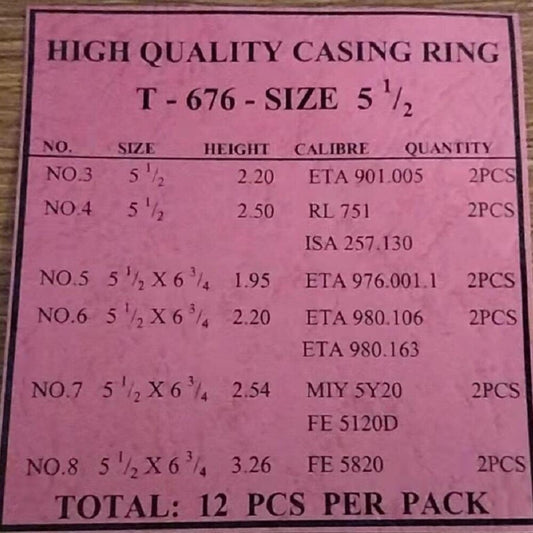 HIGH QUALITY CASING RING
T - 676 - SIZE 5 1/2
NO. SIZE HEIGHT CALIBRE QUANTITY
NO.3 5 1/2 2.20 ETA 901.005 2PCS
NO.4 5 1/2 2.50 RL 751 2PCS
ISA 257.130
NO.5 5 1/2 X 6 3/4 1.95 ETA 976.001.1 2PCS
NO.6 5 1/2 X 6 3/4 2.20 ETA 980.106 2PCS
ETA 980.163
NO.7 5 1/2 X 6 3/4 2.54 MIY 5Y20 2PCS
FE 5120D
NO.8 5 1/2 X 6 3/4 3.26 FE 5820 2PCS
TOTAL: 12 PCS PER PACK